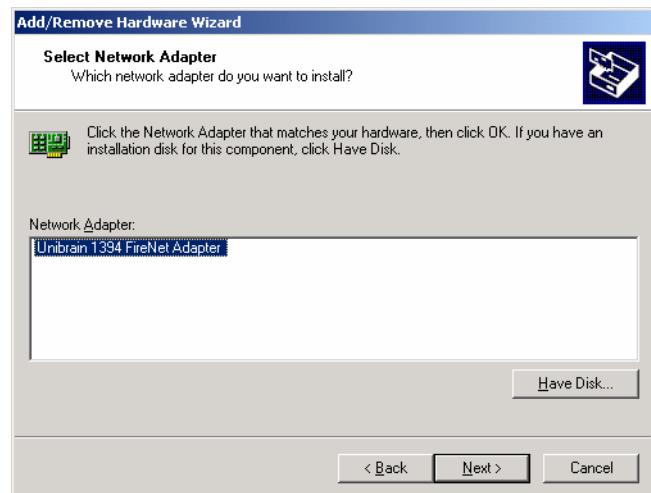 Add/Remove Hardware Wizard
Select Network Adapter
Which network adapter do you want to install?
Click the Network Adapter that matches your hardware, then click OK. If you have an
installation disk for this component, click Have Disk.
Network Adapter:
Unibrain 1394 FireNet Adapter
Have Disk...
< Back
Next >
Cancel